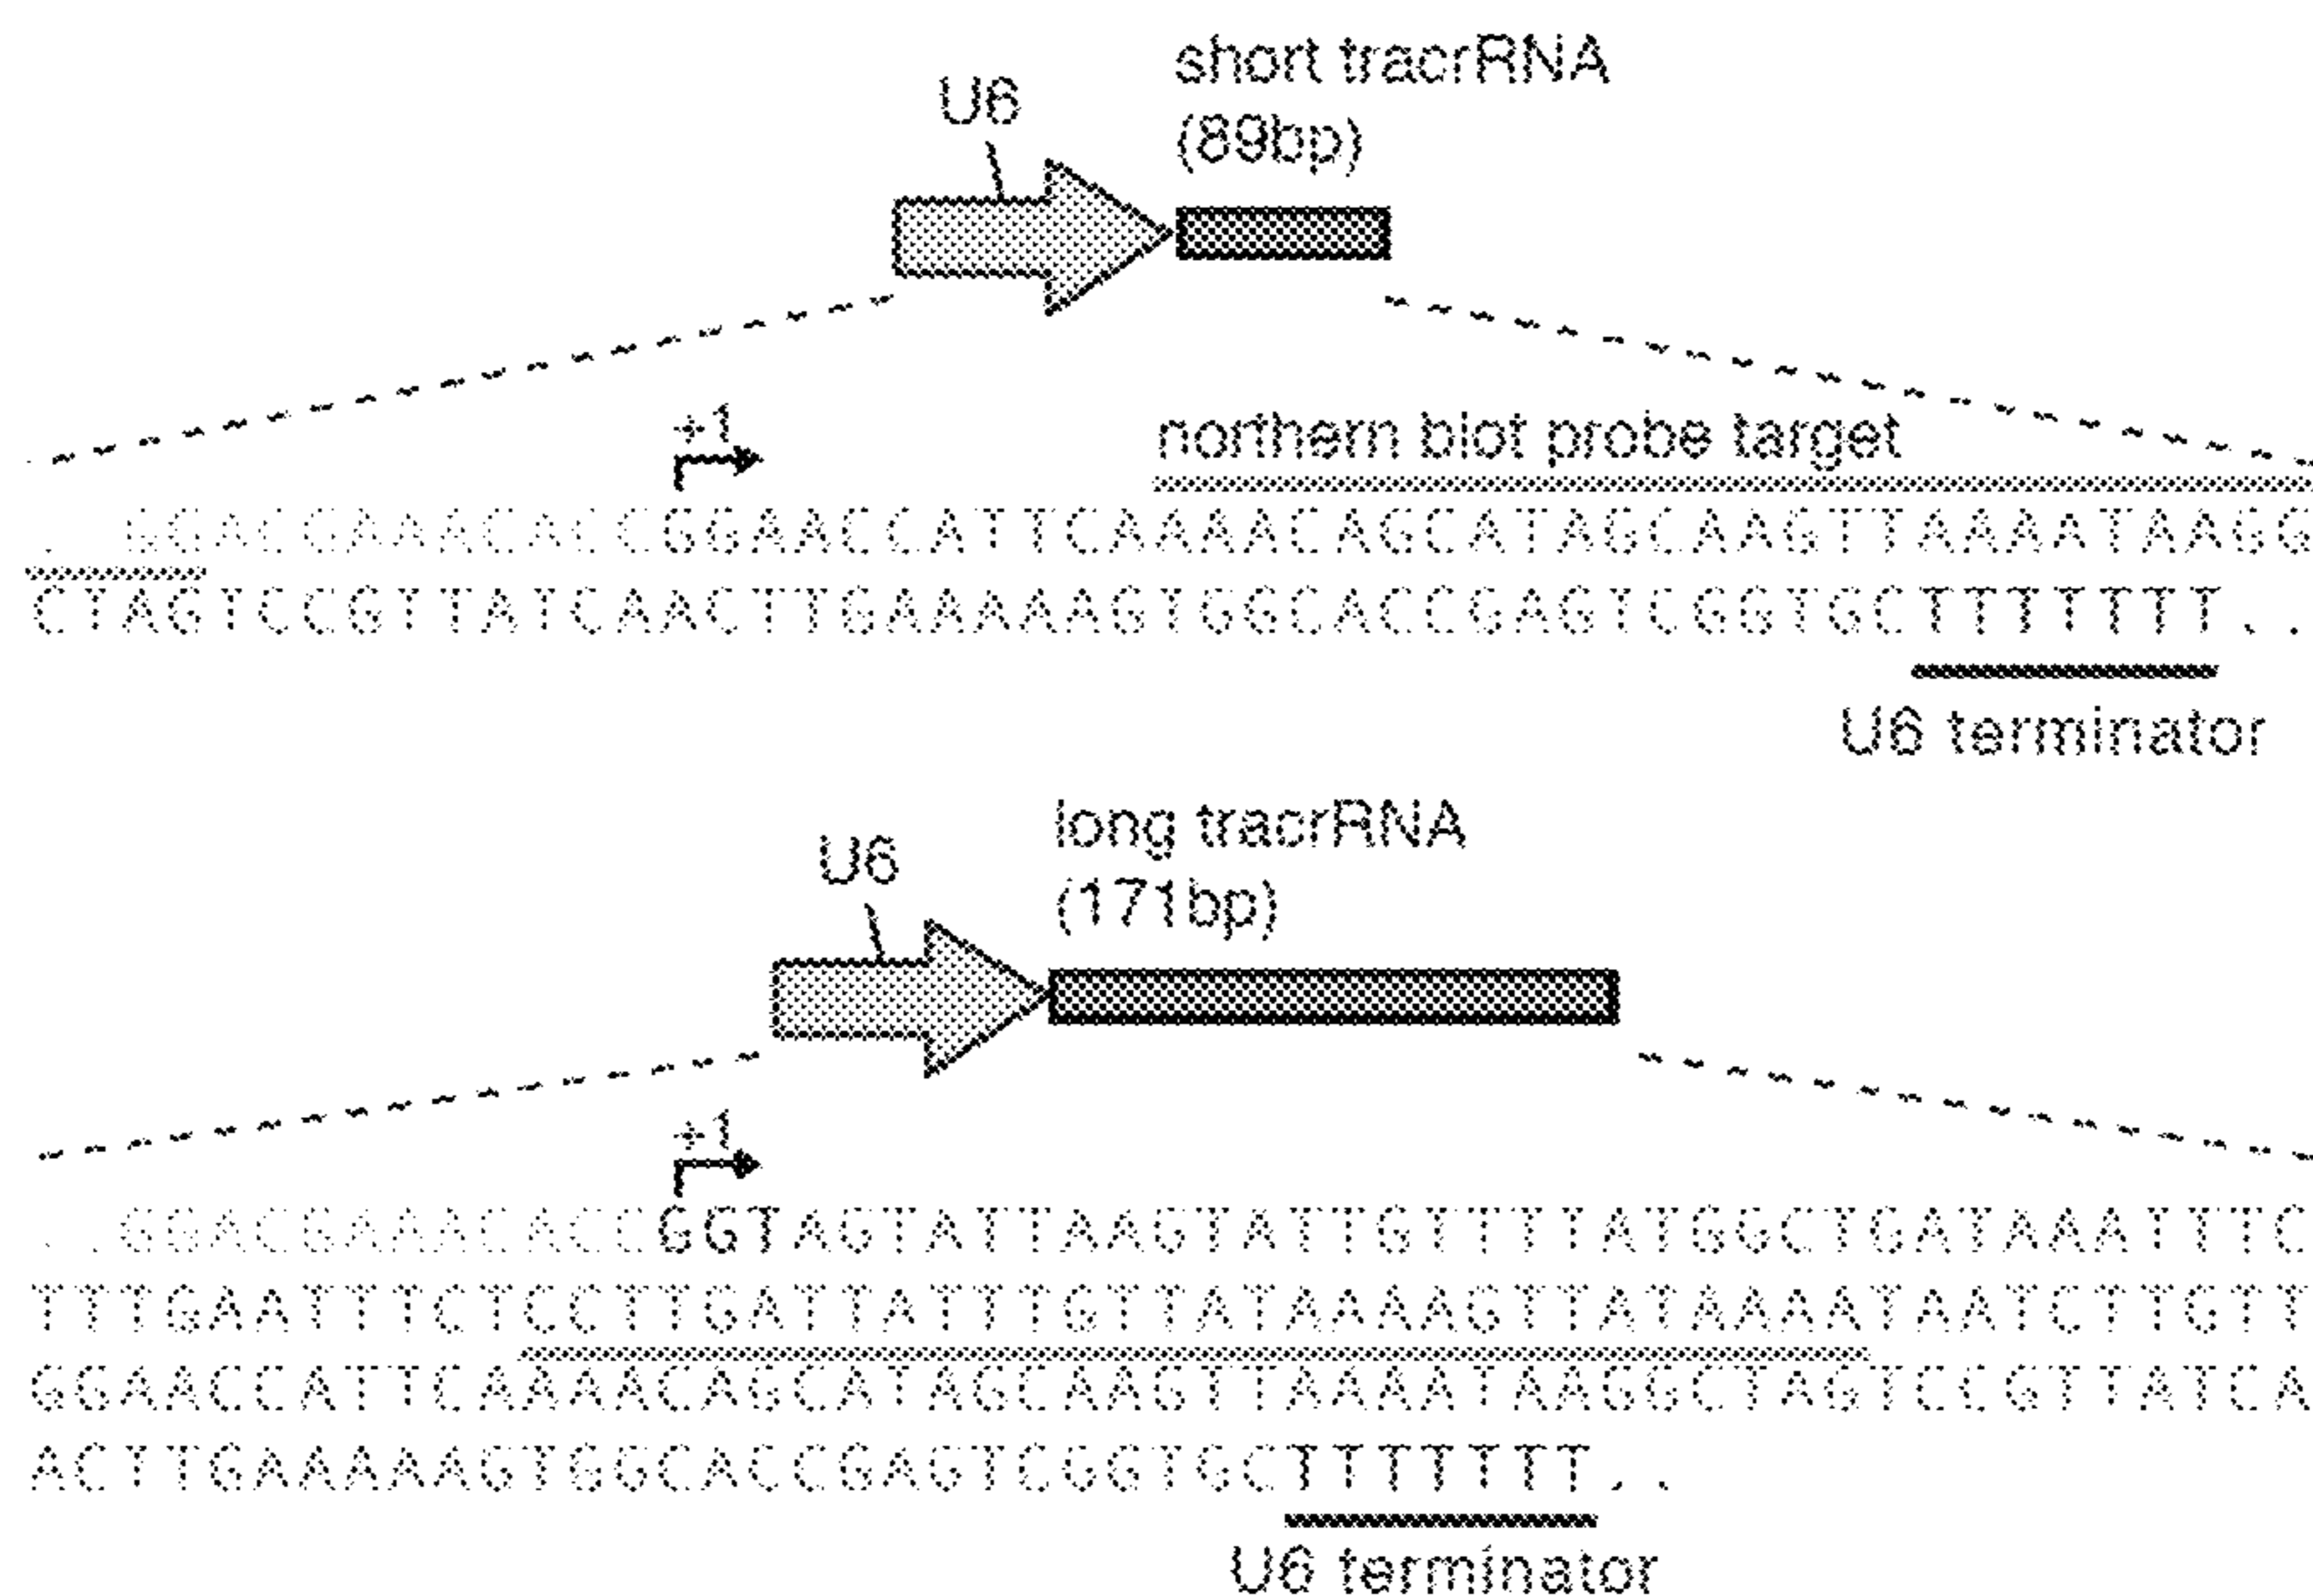 short tracrRNA
U6
(89bp)
+1
northern blot probe target
. . GGACGAAACACCGGAACCATTCAAAACAGCATAGCAAGTTAAAATAAGG
CTAGTCCGTTATCAACTTGAAAAAGTGGCACCGAGTCGGTGCTTTTTTT..
U6 terminator
long tracrRNA
U6
(171bp)
+1
..GGACGAAACACCGGTAGTATTAAGTATTGTTTTATGGCTGATAAATTTC
TTTGAATTTCTCCTTGATTATTTGTTATAAAAGTTATAAAATAATCTTGTT
GGAACCATTCAAAACAGCATAGCAAGTTAAAATAAGGCTAGTCCGTTATCA
ACTTGAAAAAGTGGCACCGAGTCGGTGCTTTTTTT..
U6 terminator